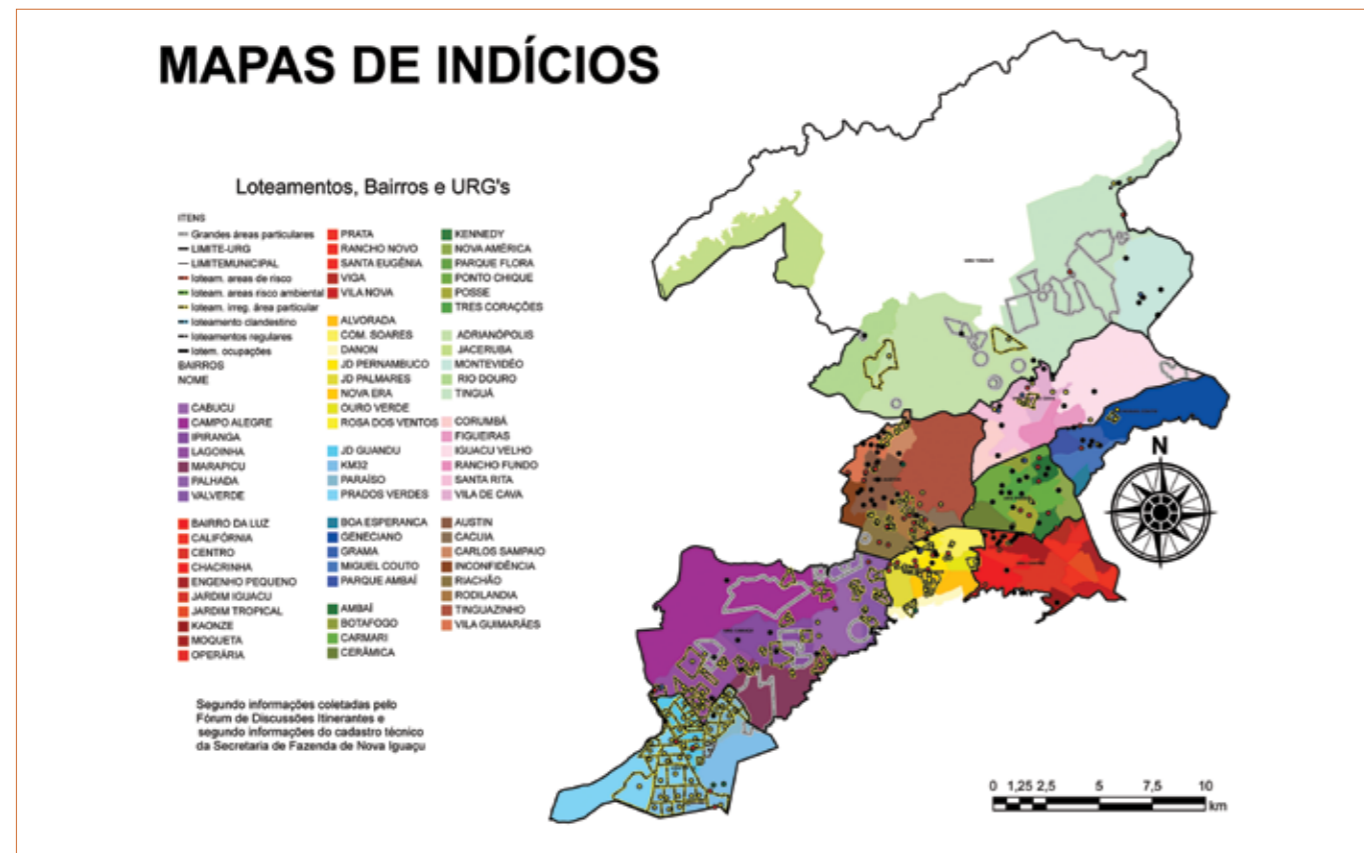 MAPAS DE INDÍCIOS
Loteamentos, Bairros e URG's
ITENS
Grandes áreas particulares
LIMITE-URG
LIMITEMUNICIPAL
loteam. areas de risco
loteam. areas risco ambiental
loteam. irreg. área particular
loteamento clandestino
loteamentos regulares
lotem. ocupações
BAIRROS
NOME
CABUCU
CAMPO ALEGRE
IPIRANGA
LAGOINHA
MARAPICU
PALHADA
VALVERDE
BAIRRO DA LUZ
CALIFÓRNIA
CENTRO
CHACRINHA
ENGENHO PEQUENO
JARDIM IGUACU
JARDIM TROPICAL
KAONZE
MOQUETA
OPERÁRIA
PRATA
RANCHO NOVO
SANTA EUGÊNIA
VIGA
VILA NOVA
ALVORADA
COM. SOARES
DANON
JD PERNAMBUCO
JD PALMARES
NOVA ERA
OURO VERDE
ROSA DOS VENTOS
JD GUANDU
KM32
PARAÍSO
PRADOS VERDES
BOA ESPERANCA
GENECIANO
GRAMA
MIGUEL COUTO
PARQUE AMBAÍ
AMBAÍ
BOTAFOGO
CARMARI
CERÂMICA
KENNEDY
NOVA AMÉRICA
PARQUE FLORA
PONTO CHIQUE
POSSE
TRES CORAÇÕES
ADRIANÓPOLIS
JACERUBA
MONTEVIDÉO
RIO DOURO
TINGUÁ
CORUMBÁ
FIGUEIRAS
IGUACU VELHO
RANCHO FUNDO
SANTA RITA
VILA DE CAVA
AUSTIN
CACUIA
CARLOS SAMPAIO
INCONFIDÊNCIA
RIACHÃO
RODILANDIA
TINGUAZINHO
VILA GUIMARÃES
Segundo informações coletadas pelo
Fórum de Discussões Itinerantes e
segundo informações do cadastro técnico
da Secretaria de Fazenda de Nova Iguaçu
N
0 1,25 2,5 5 7,5 10
km